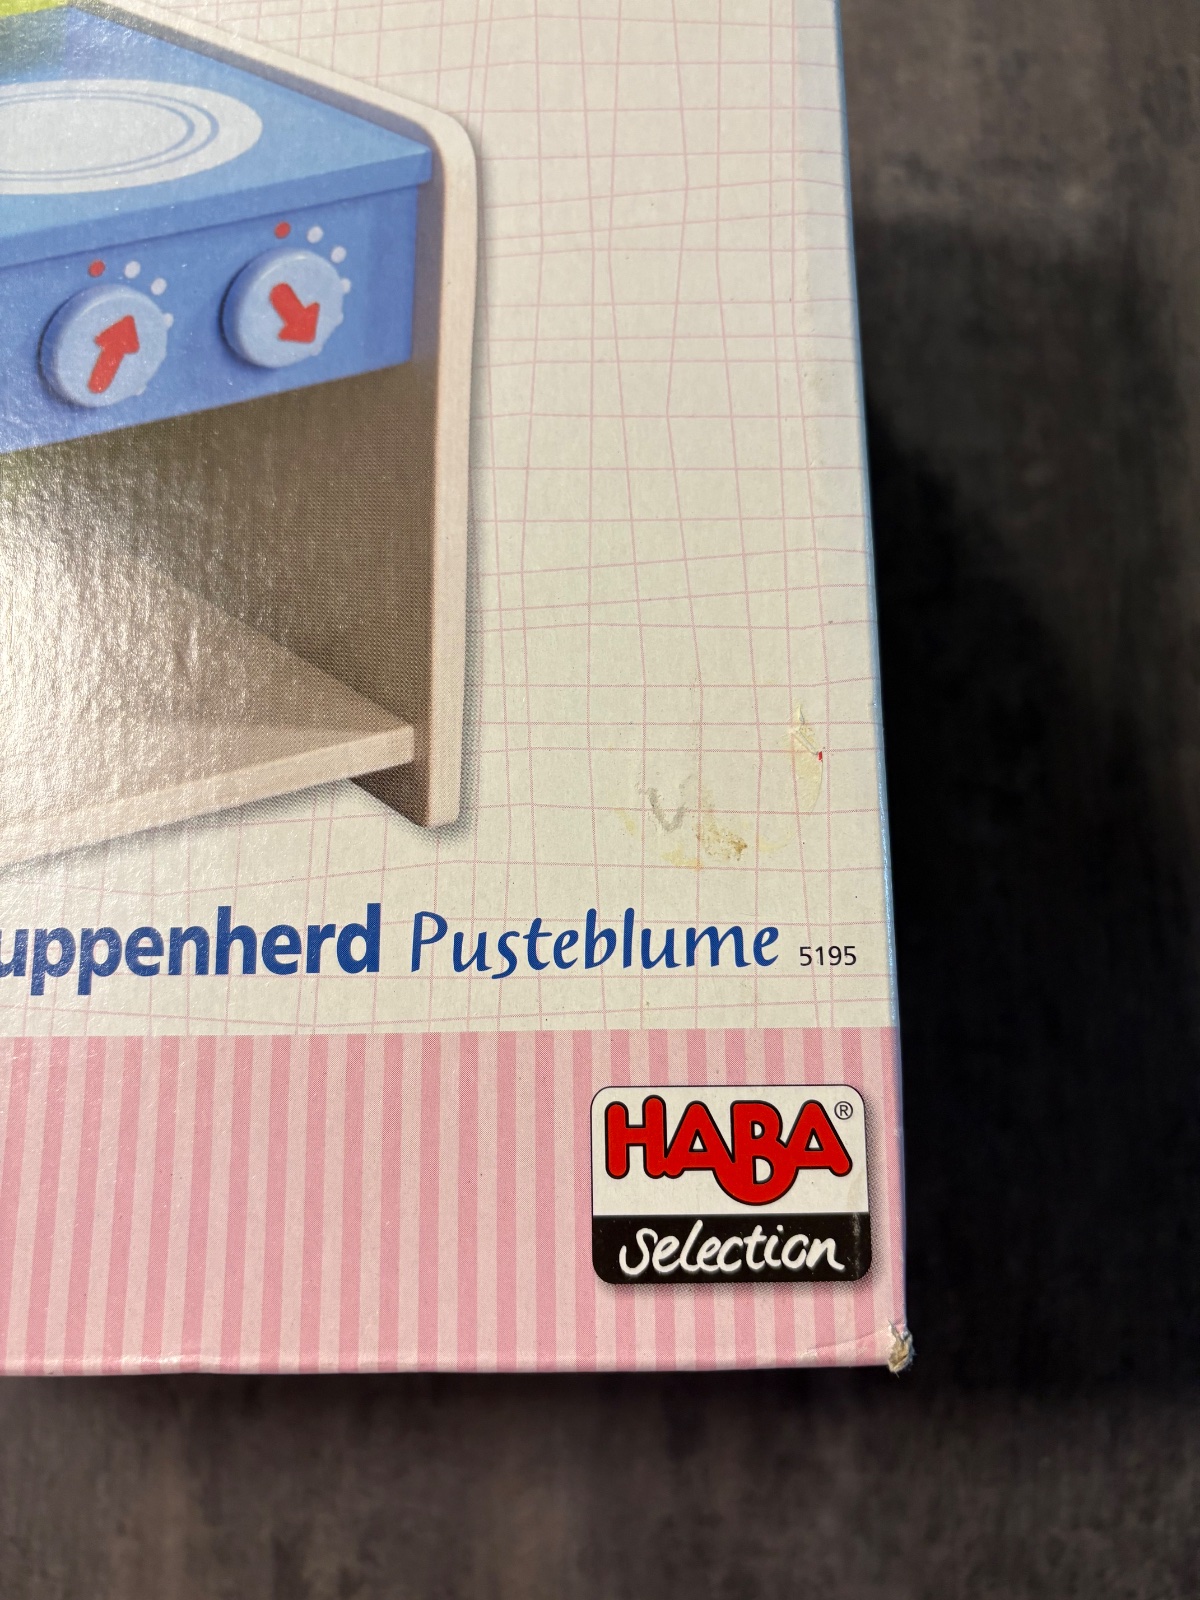 uppenherd Pusteblume 5195
HABA®
Selection